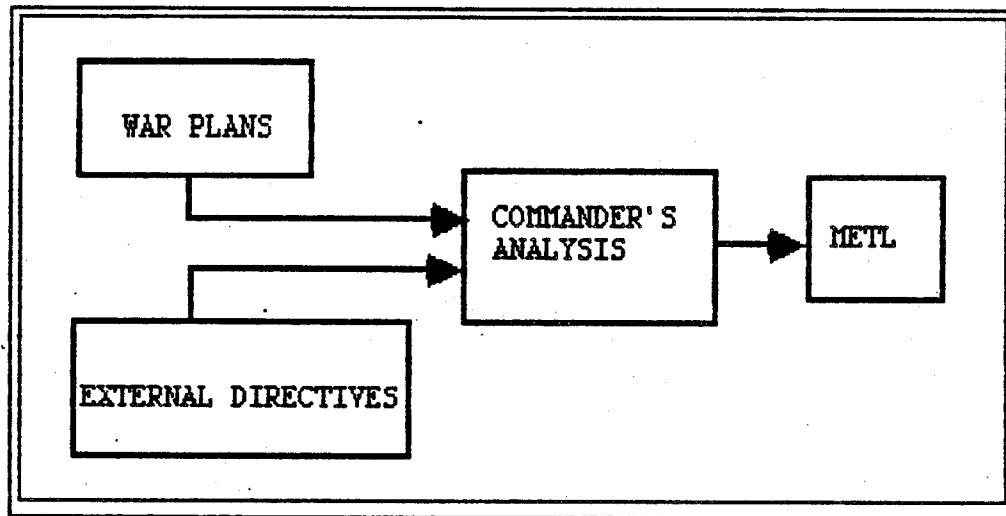 WAR PLANS
COMMANDER'S
ANALYSIS
METL
EXTERNAL DIRECTIVES